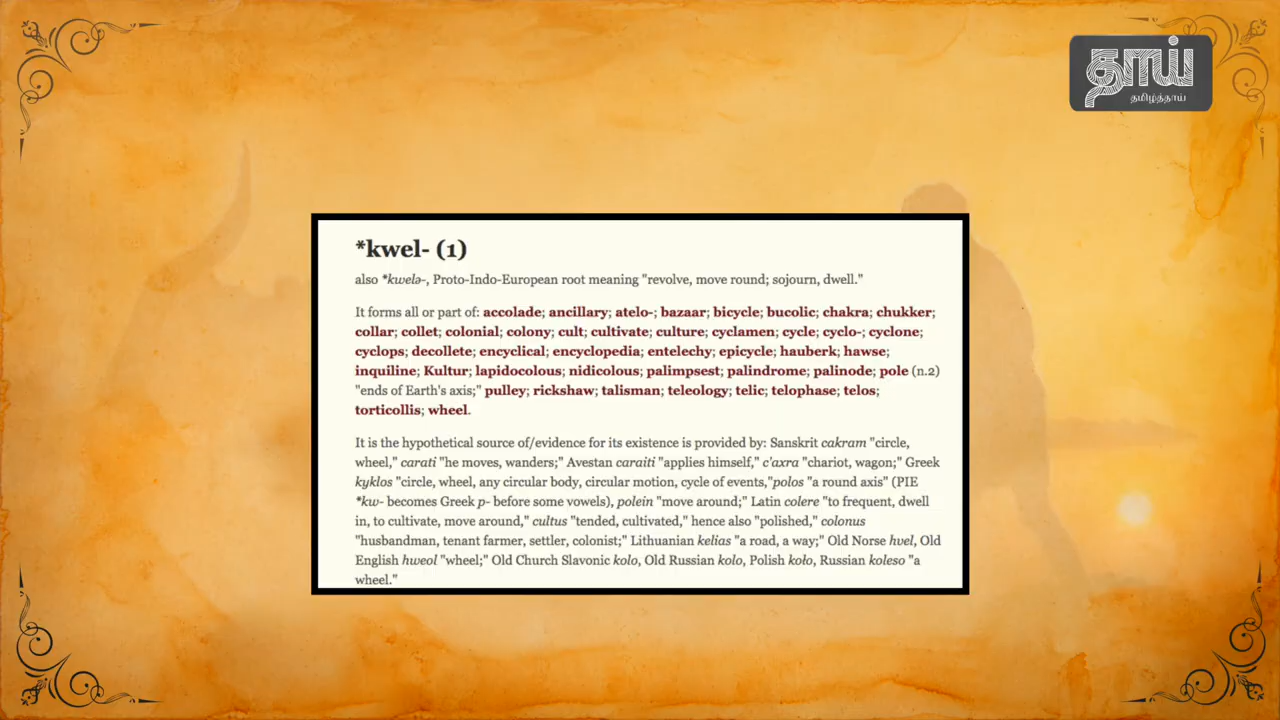 தாய்
தமிழ்த்தாய்
*kwel- (1)
also *kwelə-, Proto-Indo-European root meaning "revolve, move round; sojourn, dwell."
It forms all or part of: accolade; ancillary; atelo-; bazaar; bicycle; bucolic; chakra; chukker;
collar; collet; colonial; colony; cult; cultivate; culture; cyclamen; cycle; cyclo-; cyclone;
cyclops; decollete; encyclical; encyclopedia; entelechy; epicycle; hauberk; hawse;
inquiline; Kultur; lapidocolous; nidicolous; palimpsest; palindrome; palinode; pole (n.2)
"ends of Earth's axis;" pulley; rickshaw; talisman; teleology; telic; telophase; telos;
torticollis; wheel.
It is the hypothetical source of/evidence for its existence is provided by: Sanskrit cakram "circle,
wheel," carati "he moves, wanders;" Avestan caraiti "applies himself," c'axra "chariot, wagon;" Greek
kyklos "circle, wheel, any circular body, circular motion, cycle of events,"polos "a round axis" (PIE
*kw- becomes Greek p- before some vowels), polein "move around;" Latin colere "to frequent, dwell
in, to cultivate, move around," cultus "tended, cultivated," hence also "polished," colonus
"husbandman, tenant farmer, settler, colonist;" Lithuanian kelias "a road, a way;" Old Norse hvel, Old
English hweol "wheel;" Old Church Slavonic kolo, Old Russian kolo, Polish koło, Russian koleso "a
wheel."